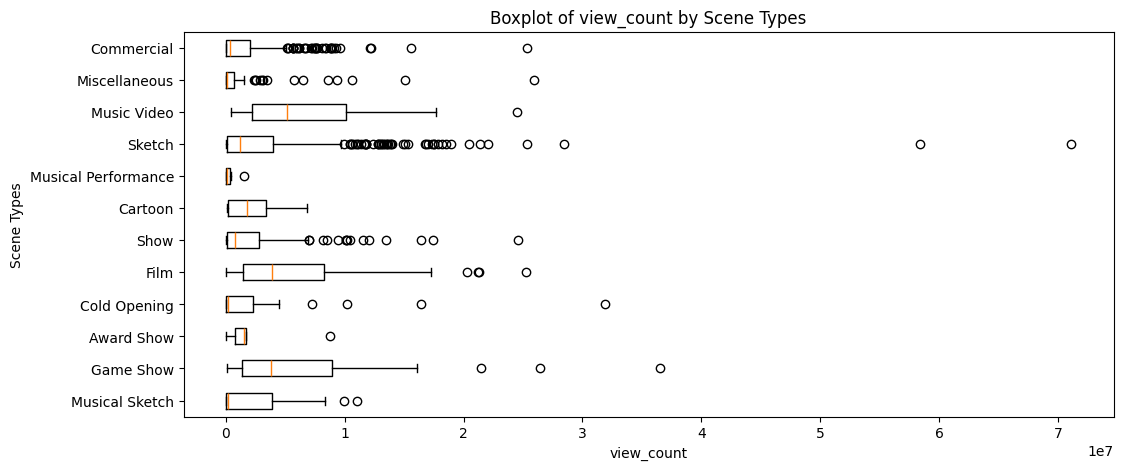 Boxplot of view_count by Scene Types
Scene Types
Commercial
Miscellaneous
Music Video
Sketch
Musical Performance
Cartoon
Show
Film
Cold Opening
Award Show
Game Show
Musical Sketch
0 1 2 3 4 5 6 7
1e7
view_count